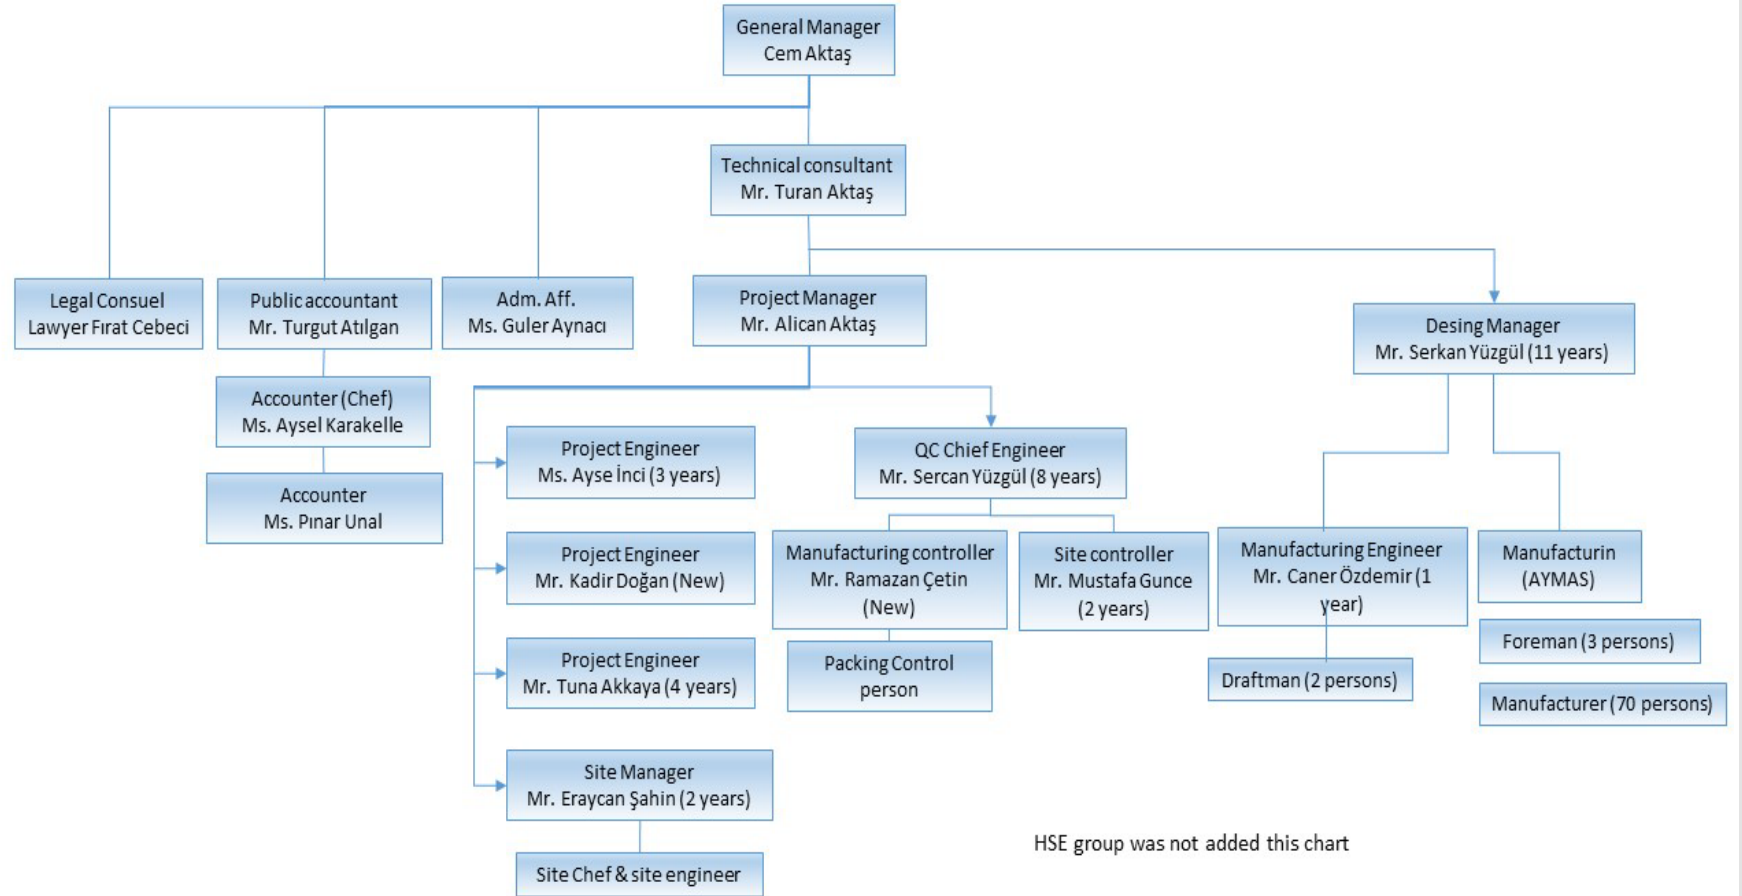 General Manager
Cem Aktaş
Technical consultant
Mr. Turan Aktaş
Legal Consuel
Lawyer Fırat Cebeci
Public accountant
Mr. Turgut Atılgan
Adm. Aff.
Ms. Guler Aynacı
Project Manager
Mr. Alican Aktaş
Desing Manager
Mr. Serkan Yüzgül (11 years)
Accounter (Chef)
Ms. Aysel Karakelle
Accounter
Ms. Pınar Unal
Project Engineer
Ms. Ayse İnci (3 years)
QC Chief Engineer
Mr. Sercan Yüzgül (8 years)
Project Engineer
Mr. Kadir Doğan (New)
Manufacturing controller
Mr. Ramazan Çetin
(New)
Site controller
Mr. Mustafa Gunce
(2 years)
Manufacturing Engineer
Mr. Caner Özdemir (1
year)
Manufacturin
(AYMAS)
Foreman (3 persons)
Project Engineer
Mr. Tuna Akkaya (4 years)
Packing Control
person
Draftman (2 persons)
Manufacturer (70 persons)
Site Manager
Mr. Eraycan Şahin (2 years)
Site Chef & site engineer
HSE group was not added this chart